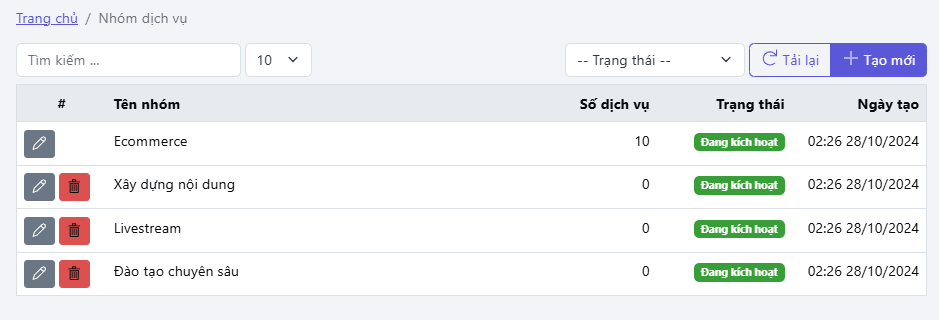 Trang chủ / Nhóm dịch vụ
Tìm kiếm ... 10 -- Trạng thái -- Tải lại Tạo mới
# Tên nhóm Số dịch vụ Trạng thái Ngày tạo
Ecommerce 10 Đang kích hoạt 02:26 28/10/2024
Xây dựng nội dung 0 Đang kích hoạt 02:26 28/10/2024
Livestream 0 Đang kích hoạt 02:26 28/10/2024
Đào tạo chuyên sâu 0 Đang kích hoạt 02:26 28/10/2024